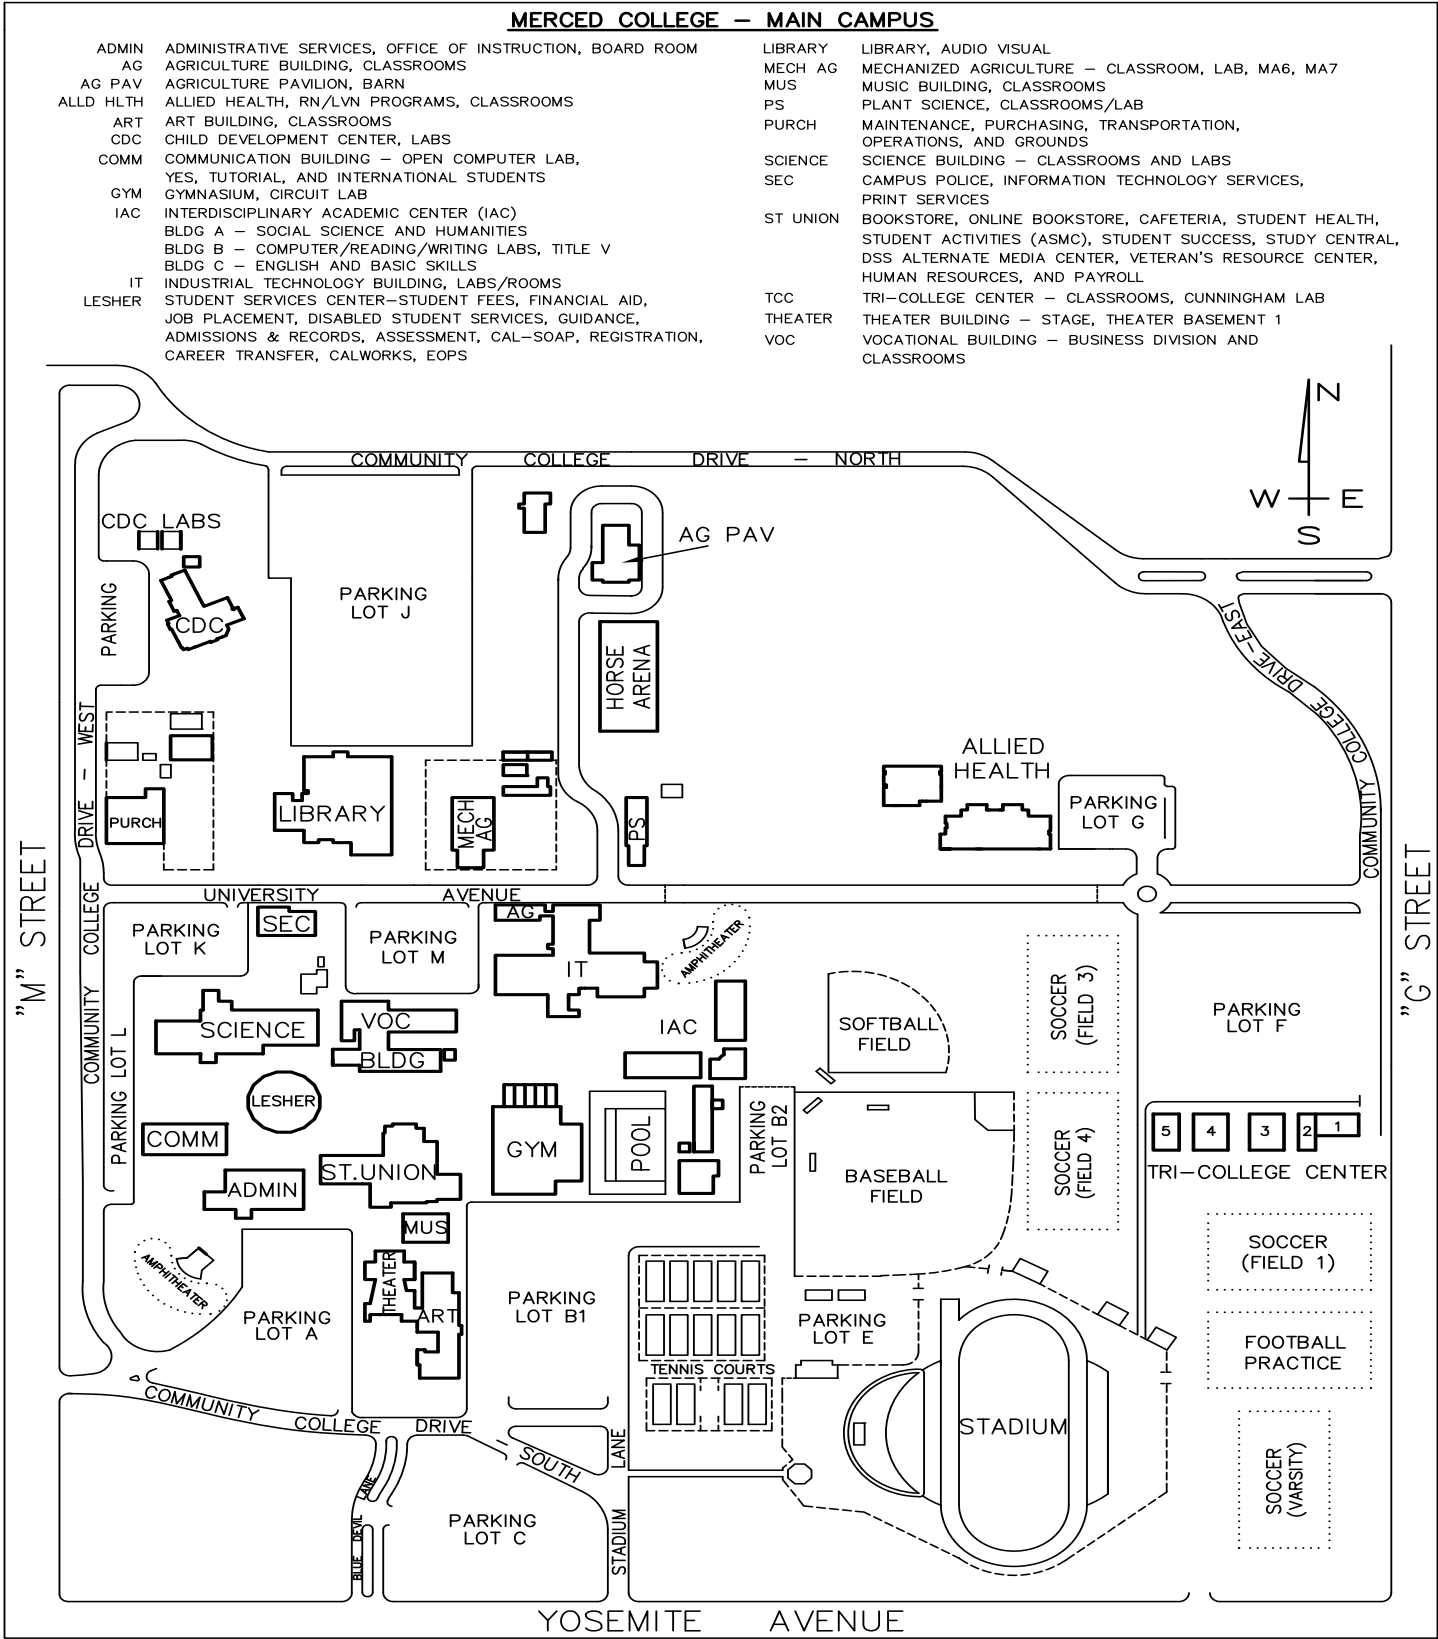 MERCED COLLEGE — MAIN CAMPUS
ADMIN ADMINISTRATIVE SERVICES, OFFICE OF INSTRUCTION, BOARD ROOM
AG AGRICULTURE BUILDING, CLASSROOMS
AG PAV AGRICULTURE PAVILION, BARN
ALLD HLTH ALLIED HEALTH, RN/LVN PROGRAMS, CLASSROOMS
ART ART BUILDING, CLASSROOMS
CDC CHILD DEVELOPMENT CENTER, LABS
COMM COMMUNICATION BUILDING — OPEN COMPUTER LAB,
YES, TUTORIAL, AND INTERNATIONAL STUDENTS
GYM GYMNASIUM, CIRCUIT LAB
IAC INTERDISCIPLINARY ACADEMIC CENTER (IAC)
BLDG A — SOCIAL SCIENCE AND HUMANITIES
BLDG B — COMPUTER/READING/WRITING LABS, TITLE V
BLDG C — ENGLISH AND BASIC SKILLS
IT INDUSTRIAL TECHNOLOGY BUILDING, LABS/ROOMS
LESHER STUDENT SERVICES CENTER—STUDENT FEES, FINANCIAL AID,
JOB PLACEMENT, DISABLED STUDENT SERVICES, GUIDANCE,
ADMISSIONS & RECORDS, ASSESSMENT, CAL—SOAP, REGISTRATION,
CAREER TRANSFER, CALWORKS, EOPS
LIBRARY LIBRARY, AUDIO VISUAL
MECH AG MECHANIZED AGRICULTURE — CLASSROOM, LAB, MA6, MA7
MUS MUSIC BUILDING, CLASSROOMS
PS PLANT SCIENCE, CLASSROOMS/LAB
PURCH MAINTENANCE, PURCHASING, TRANSPORTATION,
OPERATIONS, AND GROUNDS
SCIENCE SCIENCE BUILDING — CLASSROOMS AND LABS
SEC CAMPUS POLICE, INFORMATION TECHNOLOGY SERVICES,
PRINT SERVICES
ST UNION BOOKSTORE, ONLINE BOOKSTORE, CAFETERIA, STUDENT HEALTH,
STUDENT ACTIVITIES (ASMC), STUDENT SUCCESS, STUDY CENTRAL,
DSS ALTERNATE MEDIA CENTER, VETERAN'S RESOURCE CENTER,
HUMAN RESOURCES, AND PAYROLL
TCC TRI—COLLEGE CENTER — CLASSROOMS, CUNNINGHAM LAB
THEATER THEATER BUILDING — STAGE, THEATER BASEMENT 1
VOC VOCATIONAL BUILDING — BUSINESS DIVISION AND
CLASSROOMS
N
W E
S
COMMUNITY COLLEGE DRIVE — NORTH
CDC LABS
AG PAV
PARKING
LOT J
PARKING
CDC
HORSE
ARENA
COMMUNITY COLLEGE DRIVE—EAST
COMMUNITY COLLEGE DRIVE — WEST
ALLIED
HEALTH
PARKING
LOT G
PURCH
LIBRARY
MECH
AG
PS
"M" STREET
"G" STREET
UNIVERSITY AVENUE
PARKING
LOT K
SEC
PARKING
LOT M
AG
IT
AMPHITHEATER
SOFTBALL
FIELD
SOCCER
(FIELD 3)
PARKING
LOT F
PARKING LOT L
SCIENCE
VOC
BLDG
IAC
LESHER
COMM
ST.UNION
GYM
POOL
PARKING
LOT B2
BASEBALL
FIELD
SOCCER
(FIELD 4)
5 4 3 2 1
TRI—COLLEGE CENTER
ADMIN
MUS
SOCCER
(FIELD 1)
AMPHITHEATER
THEATER
ART
PARKING
LOT A
PARKING
LOT B1
PARKING
LOT E
FOOTBALL
PRACTICE
TENNIS COURTS
STADIUM
SOCCER
(VARSITY)
COMMUNITY COLLEGE DRIVE SOUTH
STADIUM LANE
BLUE DEVIL LANE
PARKING
LOT C
YOSEMITE AVENUE